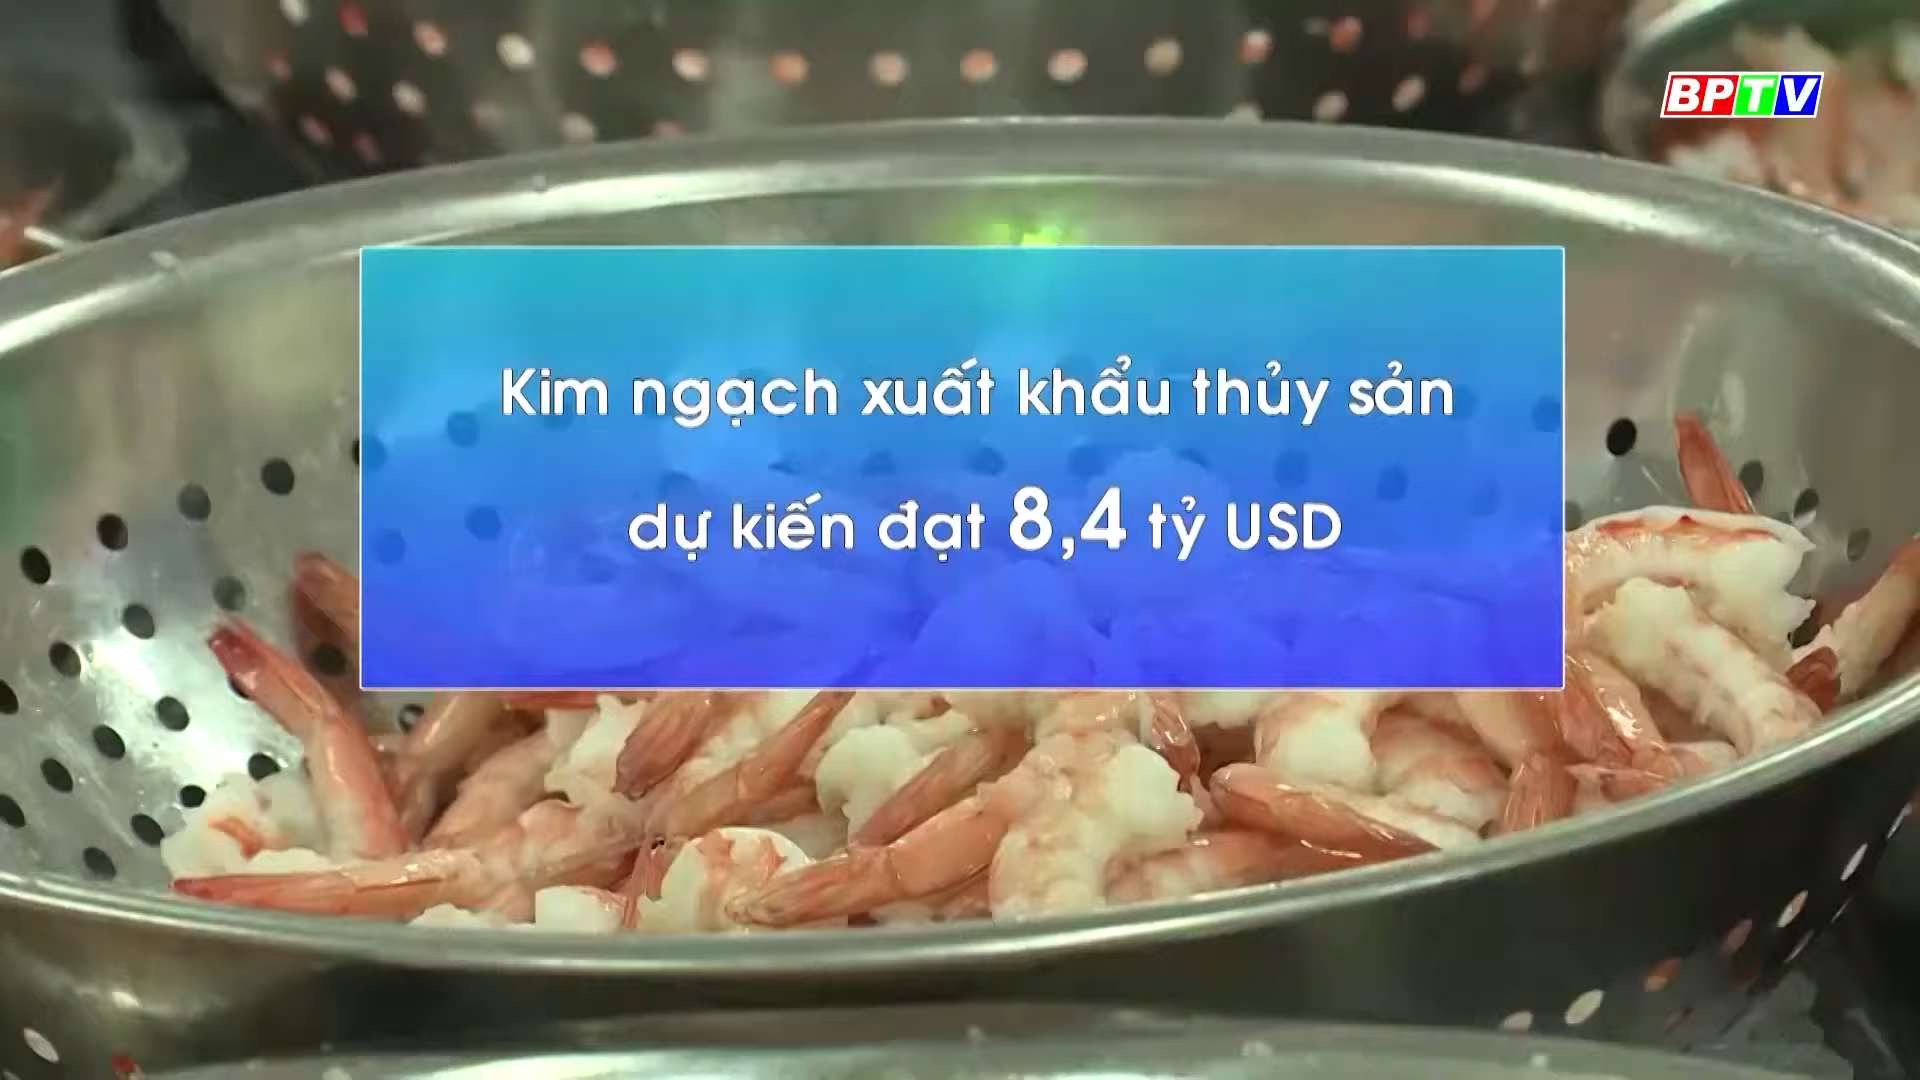 BPTV
Kim ngạch xuất khẩu thủy sản
dự kiến đạt 8,4 tỷ USD